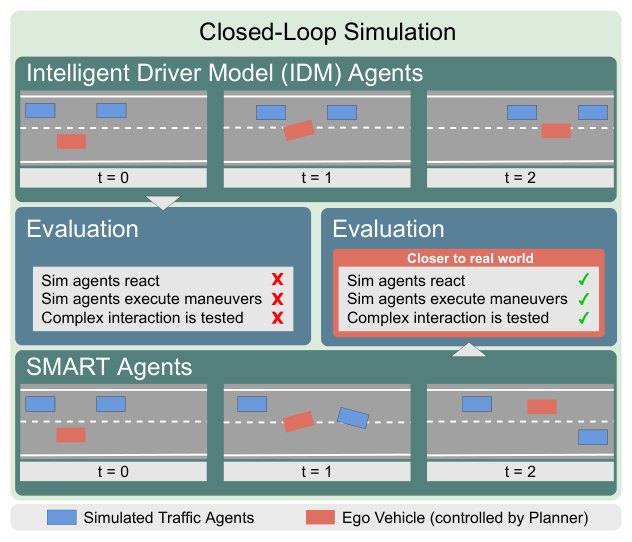 Closed-Loop Simulation
Intelligent Driver Model (IDM) Agents
t = 0
t = 1
t = 2
Evaluation
Sim agents react X
Sim agents execute maneuvers X
Complex interaction is tested X
Evaluation
Closer to real world
Sim agents react ✓
Sim agents execute maneuvers ✓
Complex interaction is tested ✓
SMART Agents
t = 0
t = 1
t = 2
Simulated Traffic Agents
Ego Vehicle (controlled by Planner)